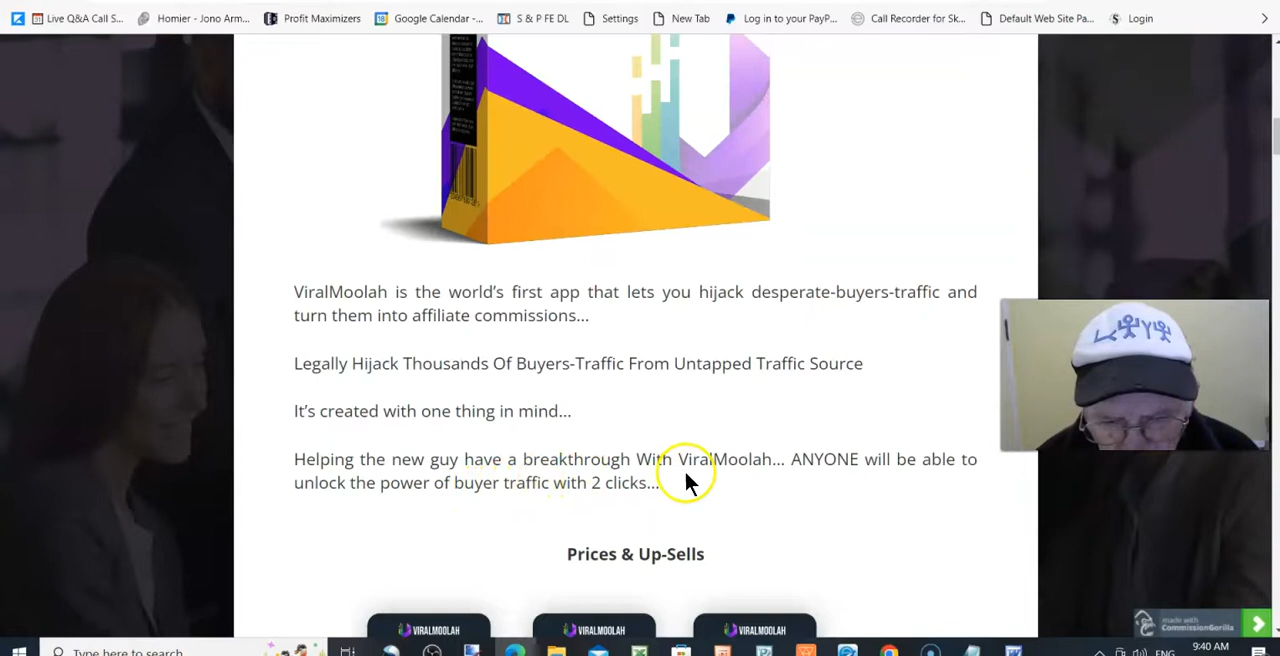 Live Q&A Call S... Homier - Jono Arm... Profit Maximizers Google Calendar -... S & P FE DL Settings New Tab Log in to your PayP... Call Recorder for Sk... Default Web Site Pa... Login
ViralMoolah is the world's first app that lets you hijack desperate-buyers-traffic and
turn them into affiliate commissions...
Legally Hijack Thousands Of Buyers-Traffic From Untapped Traffic Source
It's created with one thing in mind...
Helping the new guy have a breakthrough With ViralMoolah... ANYONE will be able to
unlock the power of buyer traffic with 2 clicks...
Prices & Up-Sells
VIRALMOOLAH VIRALMOOLAH VIRALMOOLAH
made with
CommissionGorilla
Type here to search
ENG
9:40 AM